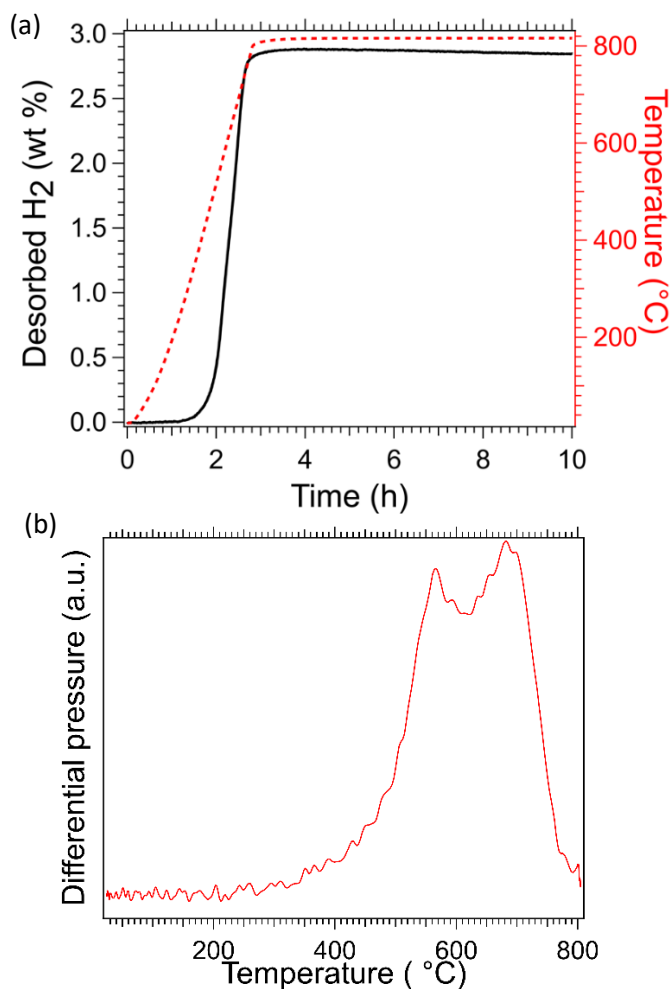 (a)
3.0
2.5
2.0
1.5
1.0
0.5
0.0
Desorbed H2 (wt %)
800
600
400
200
Temperature (°C)
0 2 4 6 8 10
Time (h)
(b)
Differential pressure (a.u.)
200 400 600 800
Temperature ( °C)